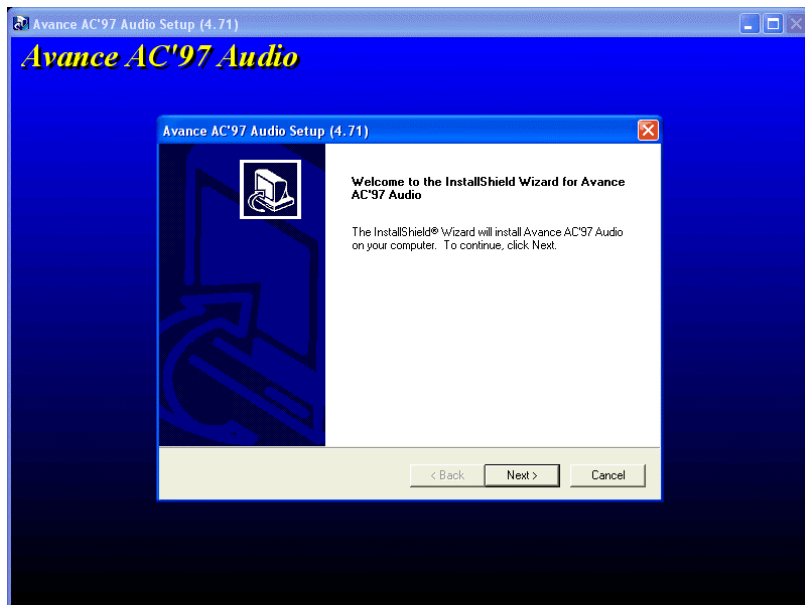 Avance AC'97 Audio Setup (4.71)
Avance AC'97 Audio
Avance AC'97 Audio Setup (4.71)
Welcome to the InstallShield Wizard for Avance
AC'97 Audio
The InstallShield® Wizard will install Avance AC'97 Audio
on your computer. To continue, click Next.
< Back Next > Cancel